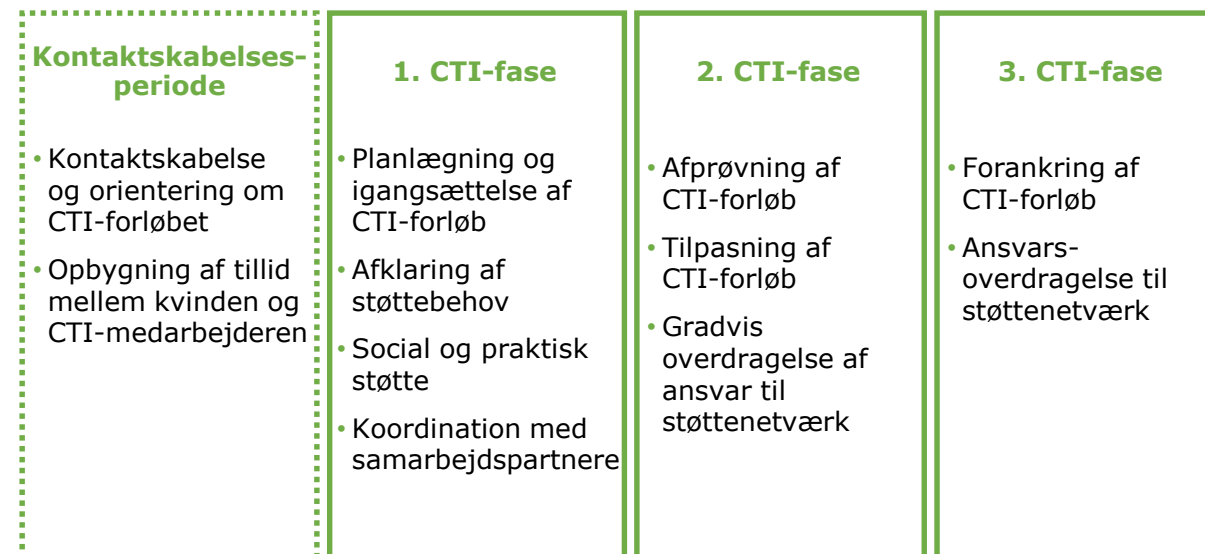 Kontaktskabelses-
periode
• Kontaktskabelse
og orientering om
CTI-forløbet
• Opbygning af tillid
mellem kvinden og
CTI-medarbejderen
1. CTI-fase
• Planlægning og
igangsættelse af
CTI-forløb
• Afklaring af
støttebehov
• Social og praktisk
støtte
• Koordination med
samarbejdspartnere
2. CTI-fase
• Afprøvning af
CTI-forløb
• Tilpasning af
CTI-forløb
• Gradvis
overdragelse af
ansvar til
støttenetværk
3. CTI-fase
• Forankring af
CTI-forløb
• Ansvars-
overdragelse til
støttenetværk